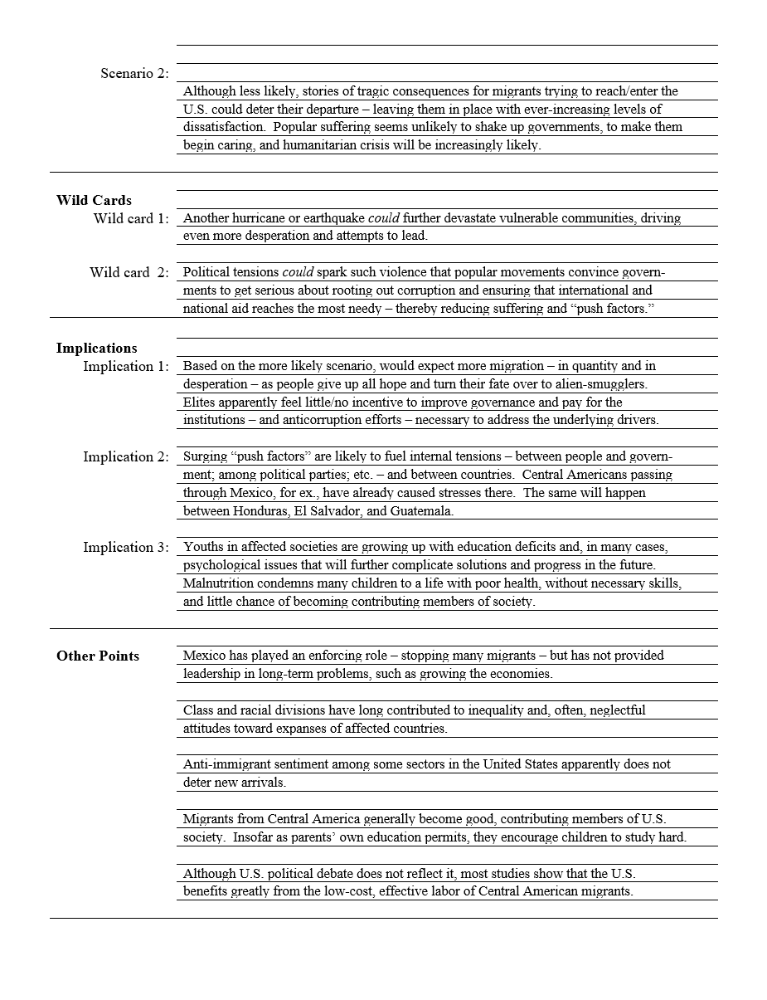 Scenario 2:
Although less likely, stories of tragic consequences for migrants trying to reach/enter the
U.S. could deter their departure – leaving them in place with ever-increasing levels of
dissatisfaction.  Popular suffering seems unlikely to shake up governments, to make them
begin caring, and humanitarian crisis will be increasingly likely.
Wild Cards
Wild card 1: Another hurricane or earthquake could further devastate vulnerable communities, driving
even more desperation and attempts to lead.
Wild card  2: Political tensions could spark such violence that popular movements convince govern-
ments to get serious about rooting out corruption and ensuring that international and
national aid reaches the most needy – thereby reducing suffering and “push factors.”
Implications
Implication 1: Based on the more likely scenario, would expect more migration – in quantity and in
desperation – as people give up all hope and turn their fate over to alien-smugglers.
Elites apparently feel little/no incentive to improve governance and pay for the
institutions – and anticorruption efforts – necessary to address the underlying drivers.
Implication 2: Surging “push factors” are likely to fuel internal tensions – between people and govern-
ment; among political parties; etc. – and between countries.  Central Americans passing
through Mexico, for ex., have already caused stresses there.  The same will happen
between Honduras, El Salvador, and Guatemala.
Implication 3: Youths in affected societies are growing up with education deficits and, in many cases,
psychological issues that will further complicate solutions and progress in the future.
Malnutrition condemns many children to a life with poor health, without necessary skills,
and little chance of becoming contributing members of society.
Other Points Mexico has played an enforcing role – stopping many migrants – but has not provided
leadership in long-term problems, such as growing the economies.
Class and racial divisions have long contributed to inequality and, often, neglectful
attitudes toward expanses of affected countries.
Anti-immigrant sentiment among some sectors in the United States apparently does not
deter new arrivals.
Migrants from Central America generally become good, contributing members of U.S.
society.  Insofar as parents’ own education permits, they encourage children to study hard.
Although U.S. political debate does not reflect it, most studies show that the U.S.
benefits greatly from the low-cost, effective labor of Central American migrants.